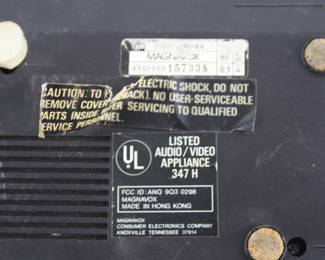 MAGNAVOX
157338
CAUTION: TO
ELECTRIC SHOCK, DO NOT
REMOVE COVER
BACK). NO USER-SERVICEABLE
PARTS INSIDE
SERVICING TO QUALIFIED
SERVICE PERSONNEL.
UL
LISTED
AUDIO/VIDEO
APPLIANCE
347 H
FCC ID: ANQ 9Q3 0298
MAGNAVOX
MADE IN HONG KONG
MAGNAVOX
CONSUMER ELECTRONICS COMPANY
KNOXVILLE TENNESSEE 37914